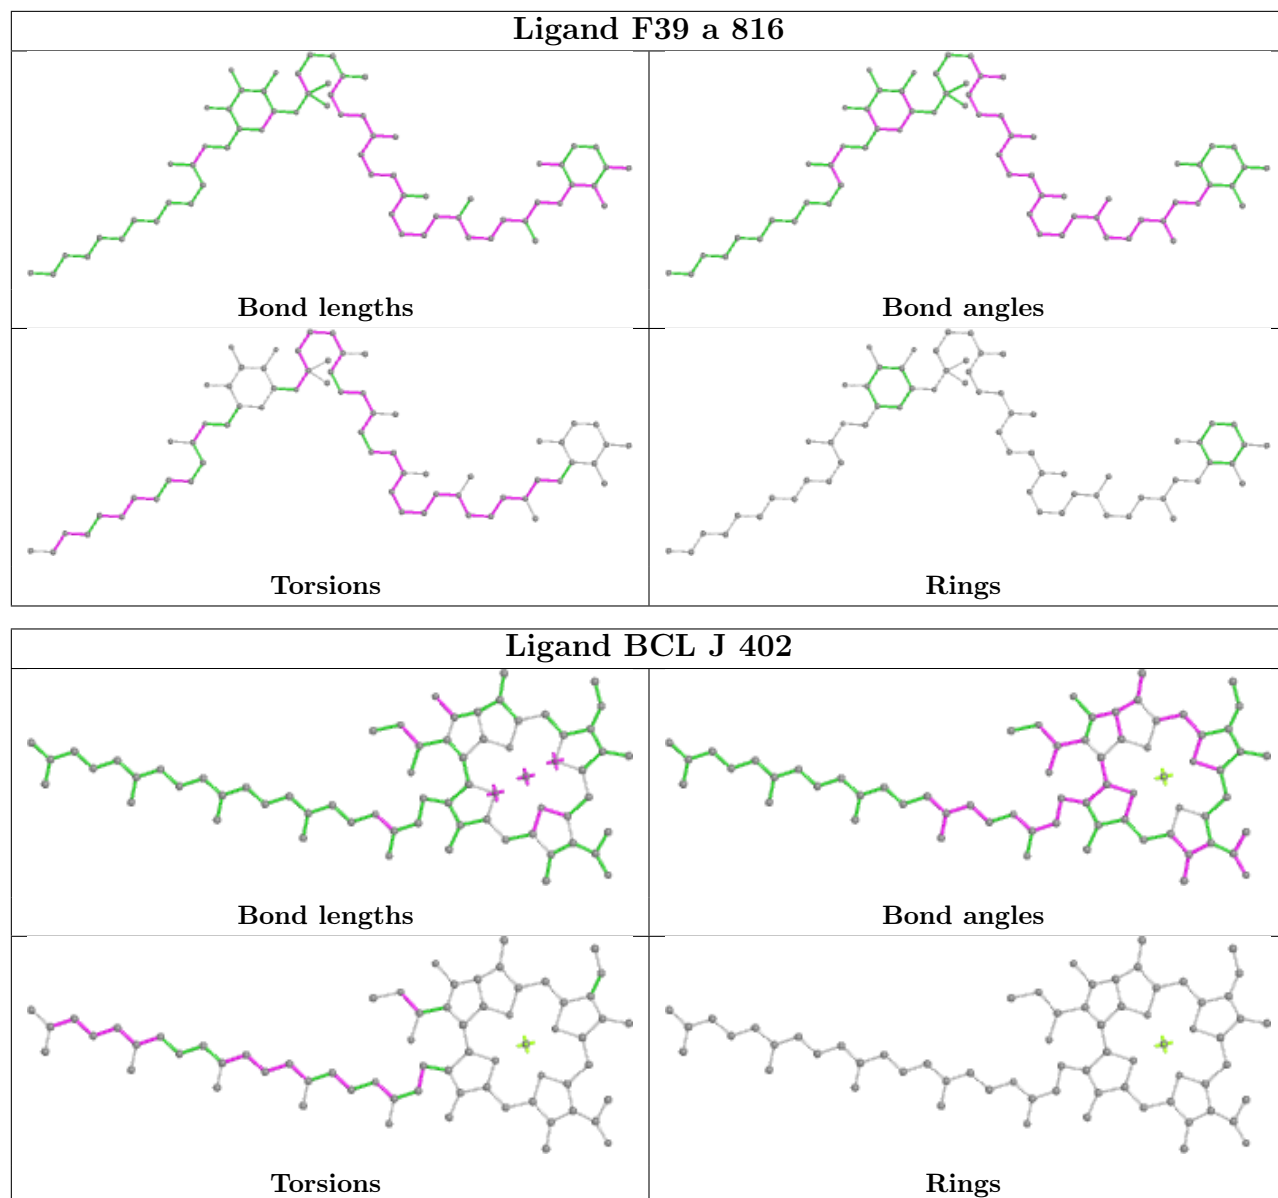 Ligand F39 a 816
Bond lengths
Bond angles
Torsions
Rings
Ligand BCL J 402
Bond lengths
Bond angles
Torsions
Rings